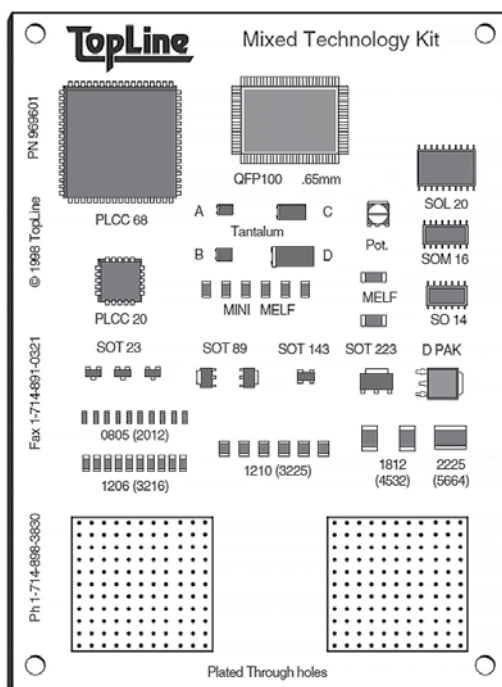 TopLine
Mixed Technology Kit
PN 969601
© 1998 TopLine
Fax 1-714-891-0321
Ph 1-714-898-3830
PLCC 68
QFP100 .65mm
SOL 20
A
C
Tantalum
B
D
Pot.
SOM 16
PLCC 20
MINI MELF
MELF
SO 14
SOT 23
SOT 89
SOT 143
SOT 223
D PAK
0805 (2012)
1206 (3216)
1210 (3225)
1812
(4532)
2225
(5664)
Plated Through holes